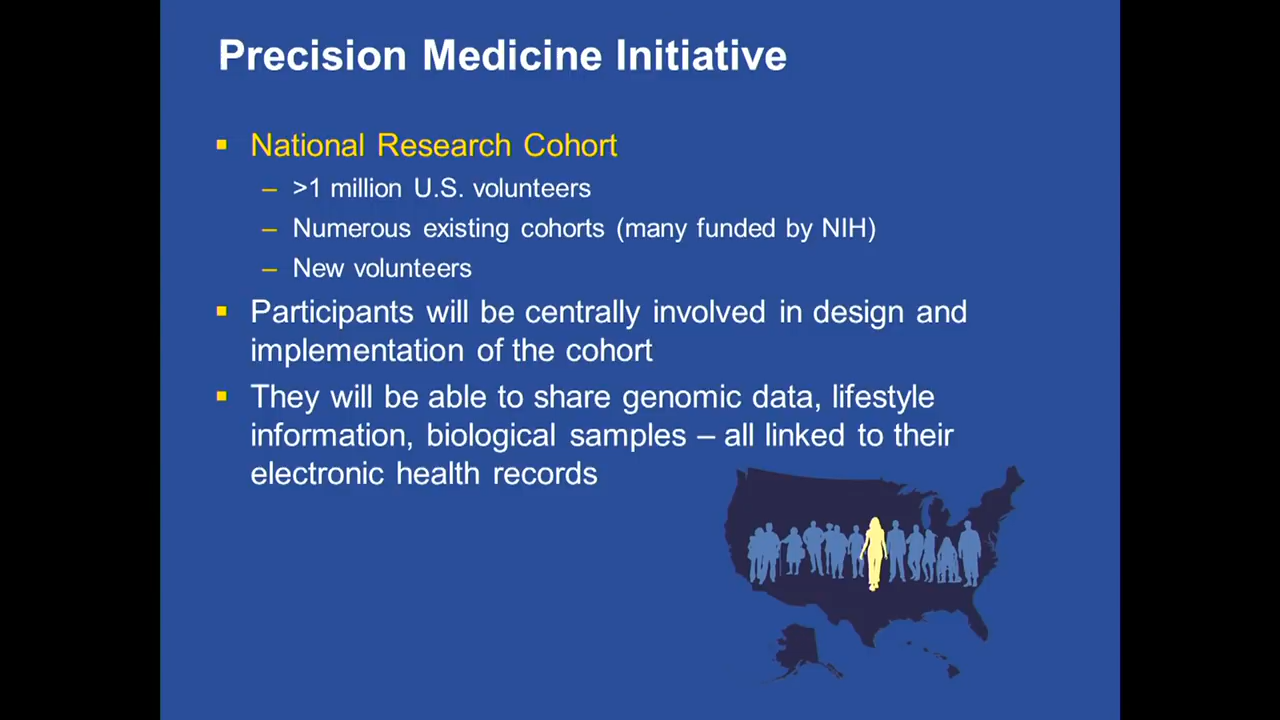 Precision Medicine Initiative
▪ National Research Cohort
– >1 million U.S. volunteers
– Numerous existing cohorts (many funded by NIH)
– New volunteers
▪ Participants will be centrally involved in design and
implementation of the cohort
▪ They will be able to share genomic data, lifestyle
information, biological samples – all linked to their
electronic health records